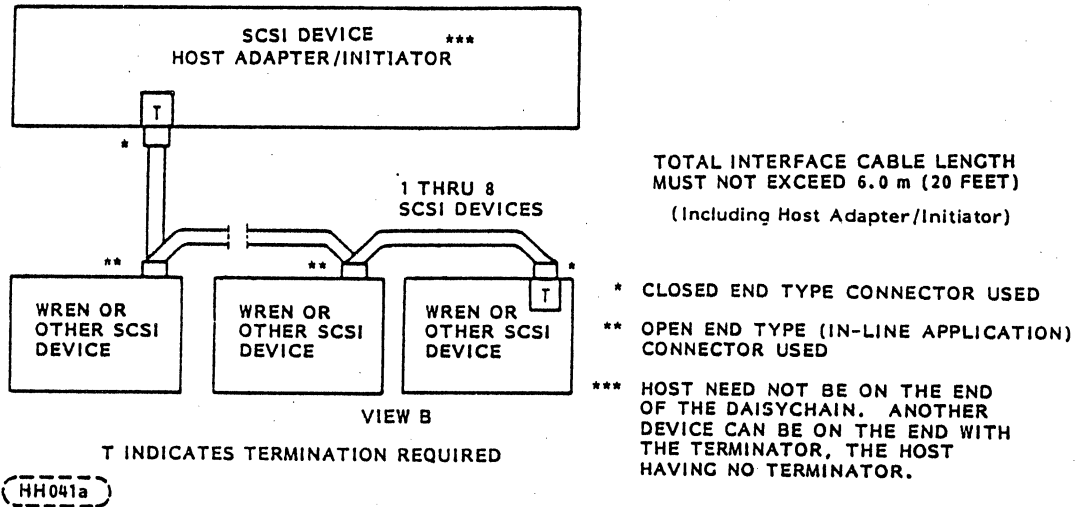 SCSI DEVICE ***
HOST ADAPTER/INITIATOR
T
*
1 THRU 8
SCSI DEVICES
**
**
*
WREN OR
OTHER SCSI
DEVICE
WREN OR
OTHER SCSI
DEVICE
T
WREN OR
OTHER SCSI
DEVICE
VIEW B
T INDICATES TERMINATION REQUIRED
HH041a
TOTAL INTERFACE CABLE LENGTH
MUST NOT EXCEED 6.0 m (20 FEET)
(Including Host Adapter/Initiator)
* CLOSED END TYPE CONNECTOR USED
** OPEN END TYPE (IN-LINE APPLICATION)
CONNECTOR USED
*** HOST NEED NOT BE ON THE END
OF THE DAISYCHAIN. ANOTHER
DEVICE CAN BE ON THE END WITH
THE TERMINATOR, THE HOST
HAVING NO TERMINATOR.